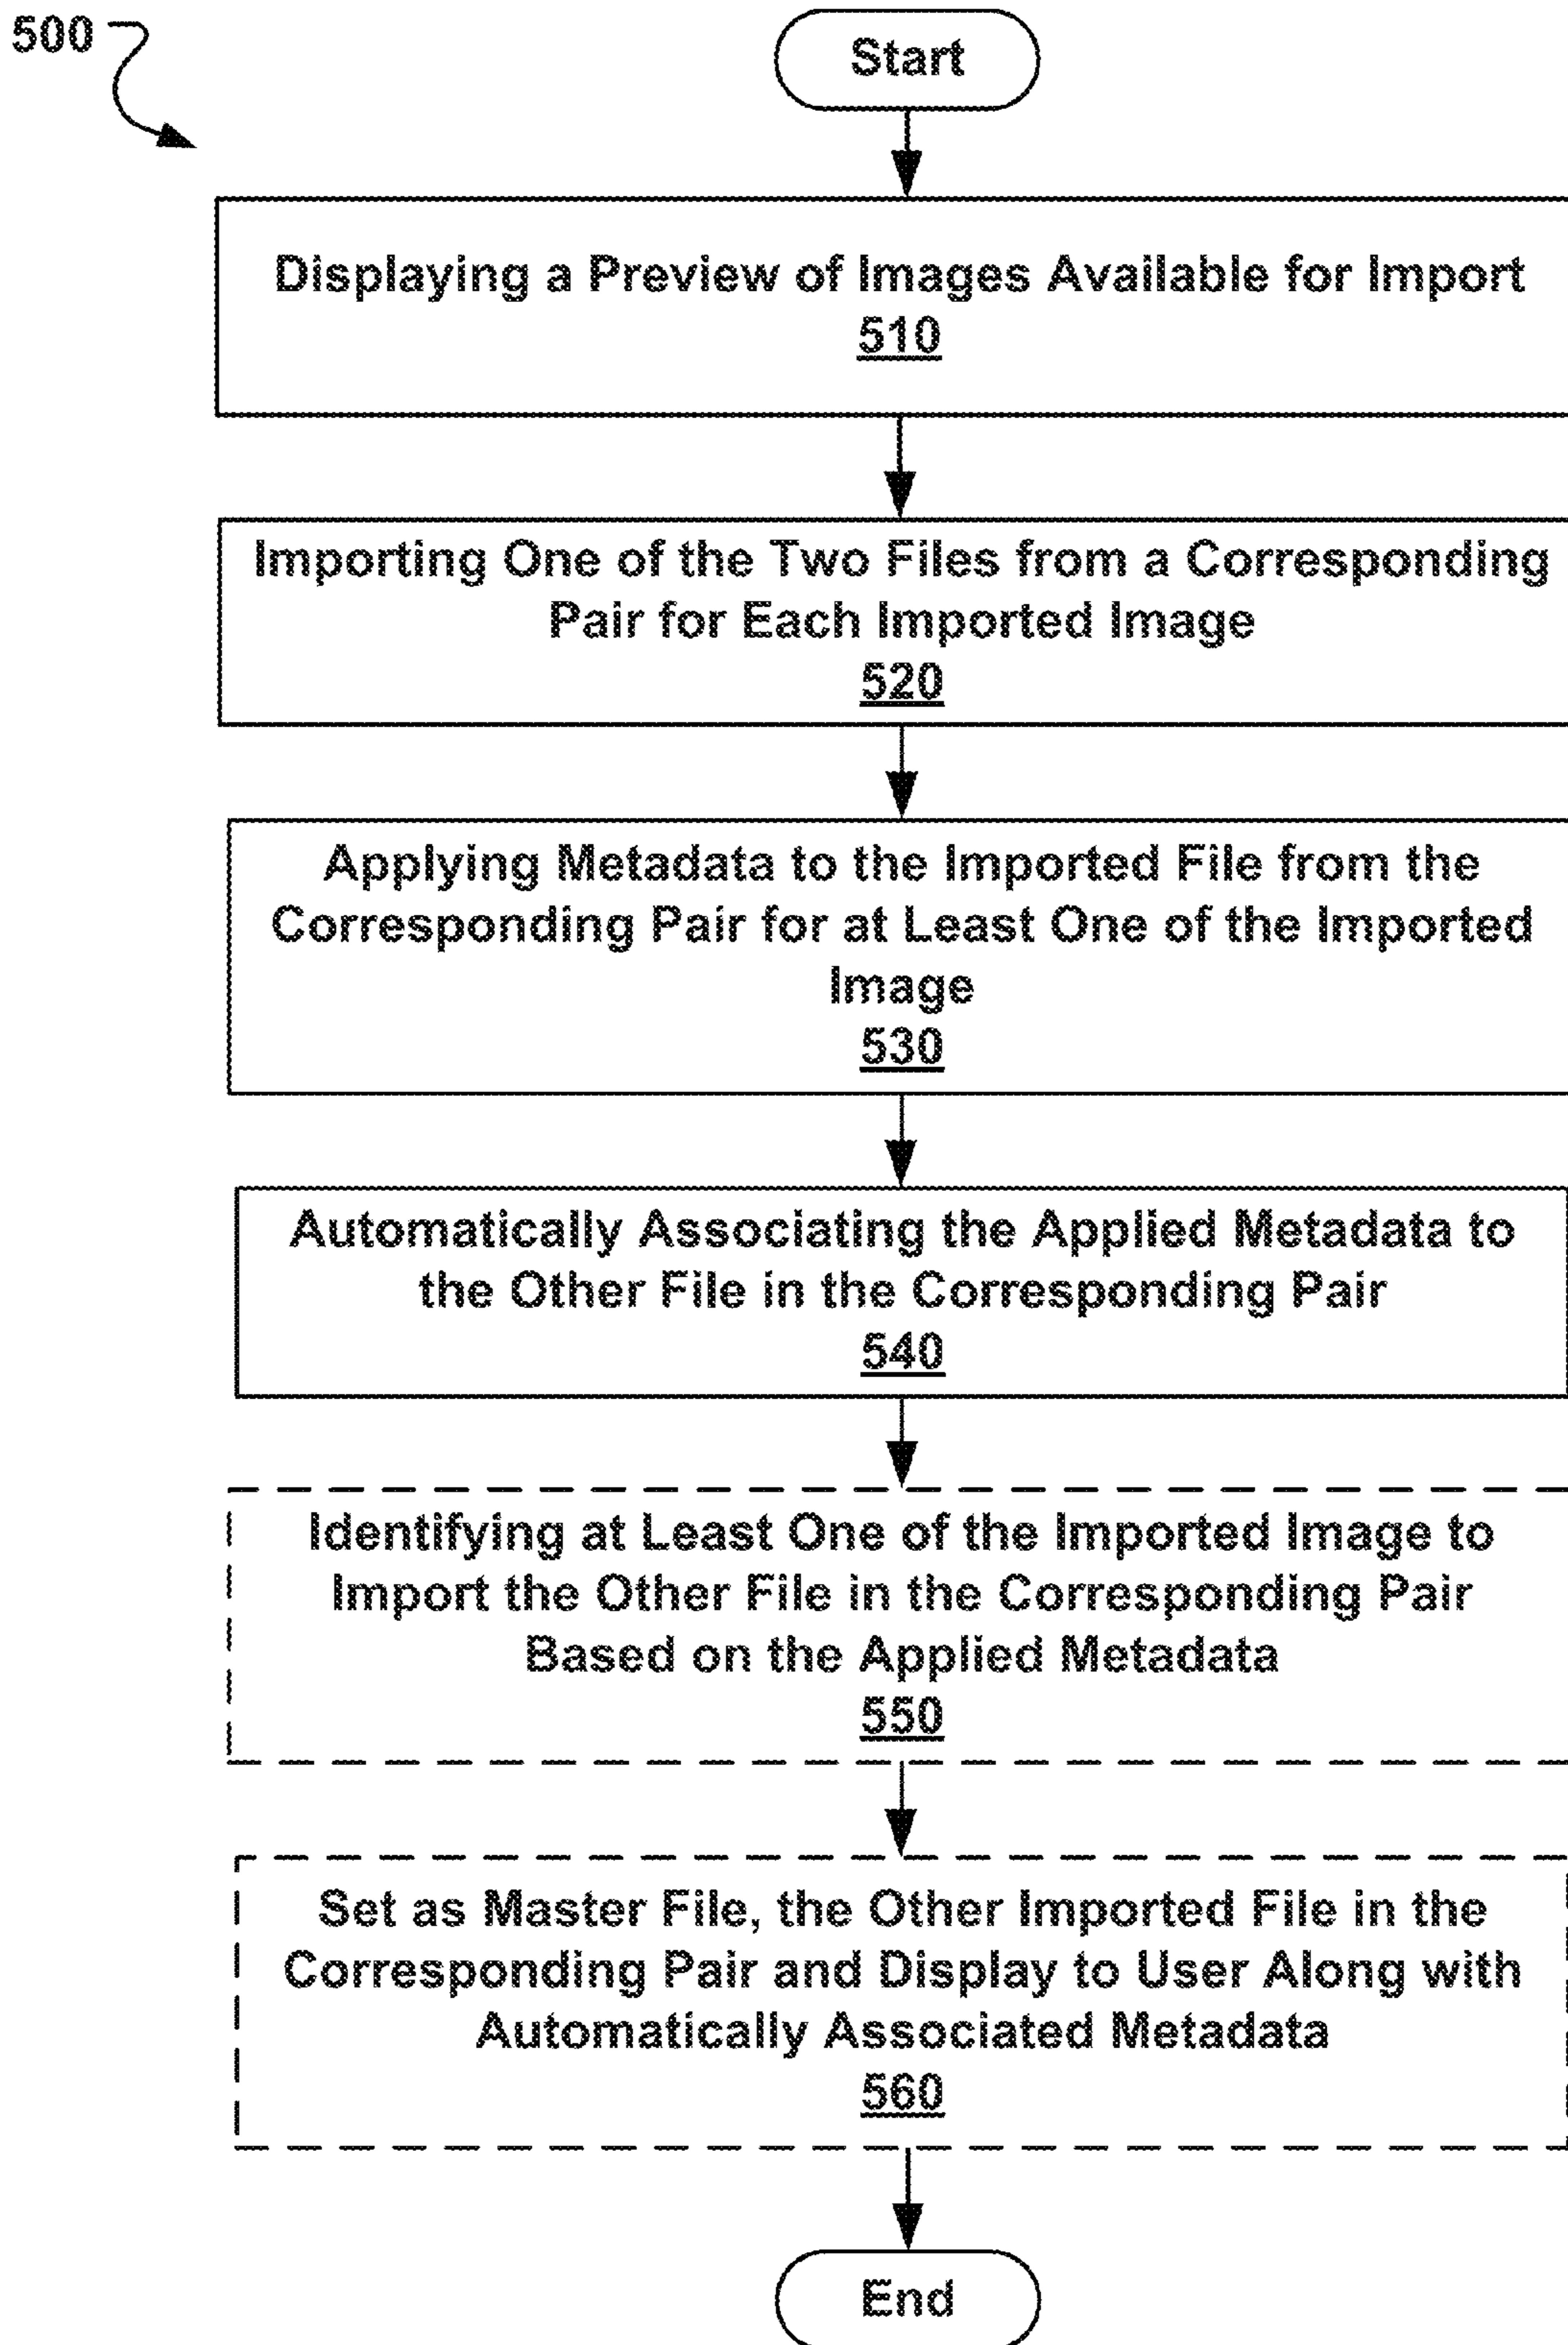 500
Start
Displaying a Preview of Images Available for Import
510
Importing One of the Two Files from a Corresponding
Pair for Each Imported Image
520
Applying Metadata to the Imported File from the
Corresponding Pair for at Least One of the Imported
Image
530
Automatically Associating the Applied Metadata to
the Other File in the Corresponding Pair
540
Identifying at Least One of the Imported Image to
Import the Other File in the Corresponding Pair
Based on the Applied Metadata
550
Set as Master File, the Other Imported File in the
Corresponding Pair and Display to User Along with
Automatically Associated Metadata
560
End